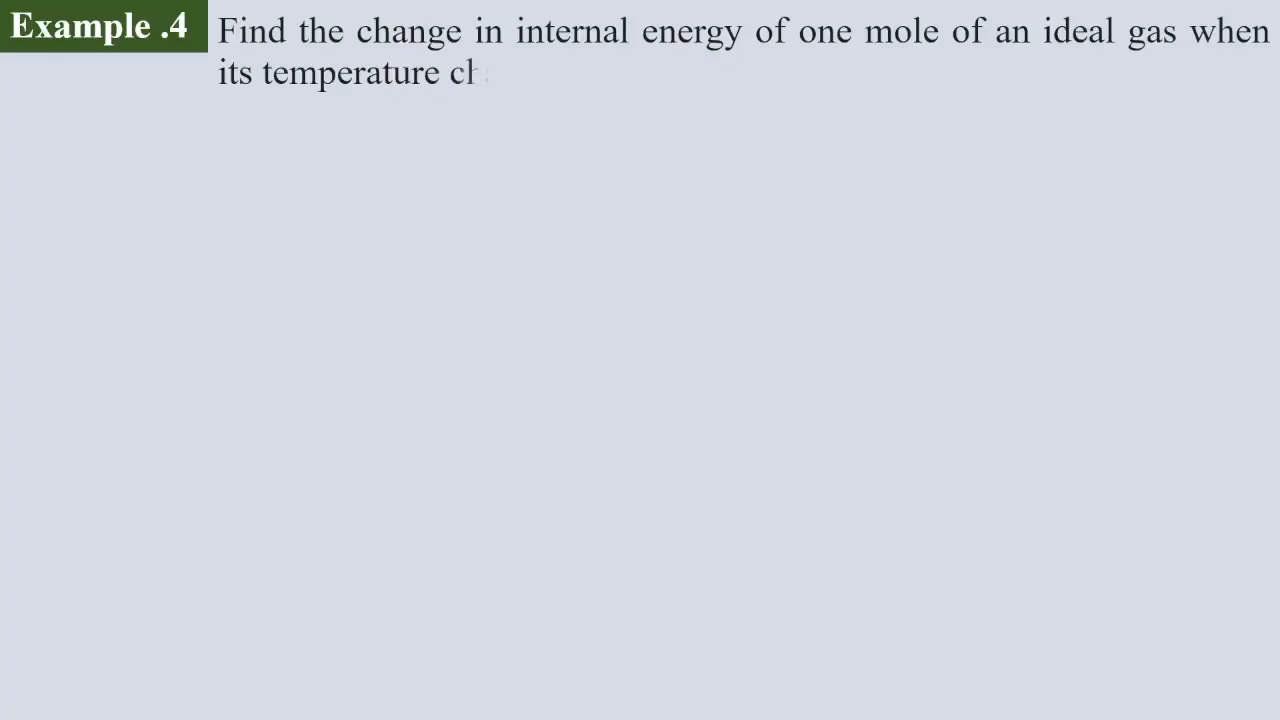 Example .4
Find the change in internal energy of one mole of an ideal gas when
its temperature